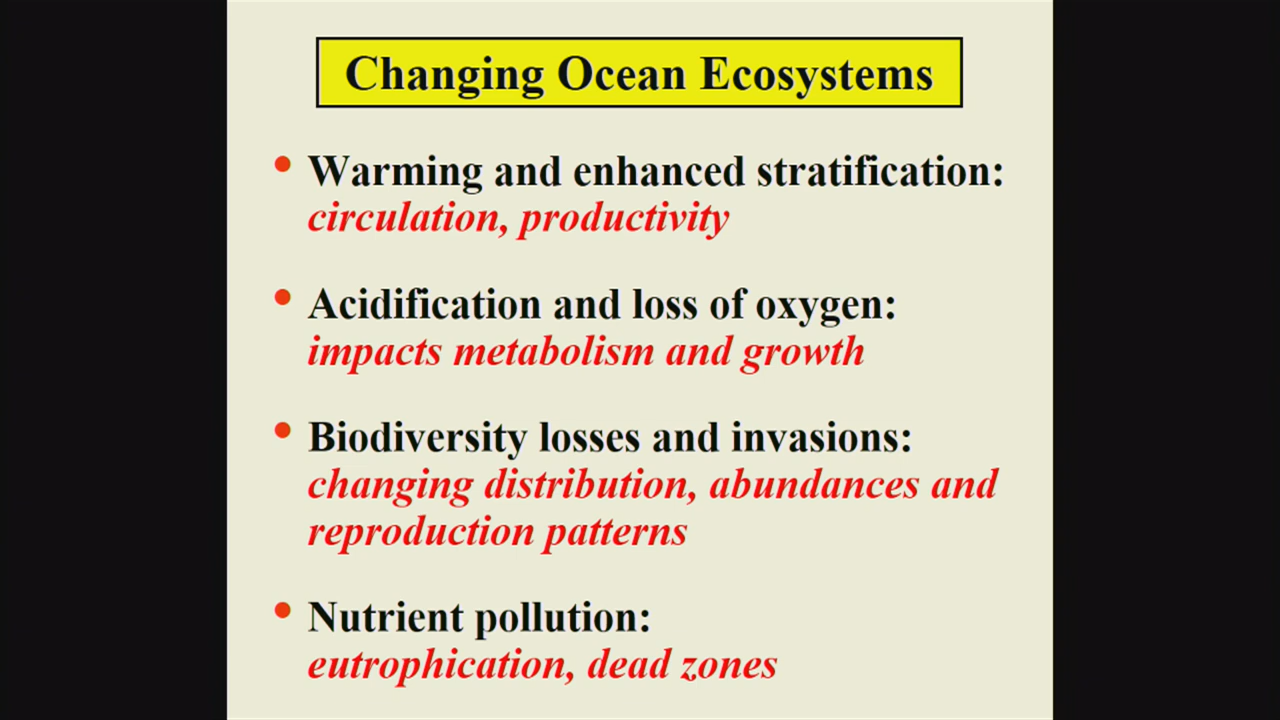 Changing Ocean Ecosystems
• Warming and enhanced stratification:
circulation, productivity
• Acidification and loss of oxygen:
impacts metabolism and growth
• Biodiversity losses and invasions:
changing distribution, abundances and
reproduction patterns
• Nutrient pollution:
eutrophication, dead zones